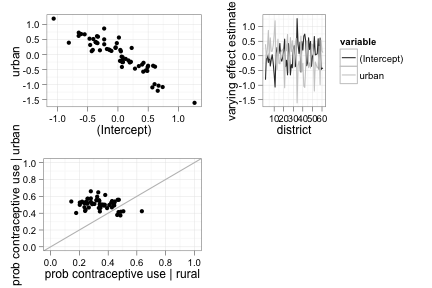 1.0
0.5
0.0
-0.5
-1.0
-1.5
urban
-1.0 -0.5 0.0 0.5 1.0
(Intercept)
1.0
0.5
0.0
-0.5
-1.0
-1.5
varying effect estimate
102030405060
district
variable
(Intercept)
urban
1.0
0.8
0.6
0.4
0.2
0.0
prob contraceptive use | urban
0.0 0.2 0.4 0.6 0.8 1.0
prob contraceptive use | rural